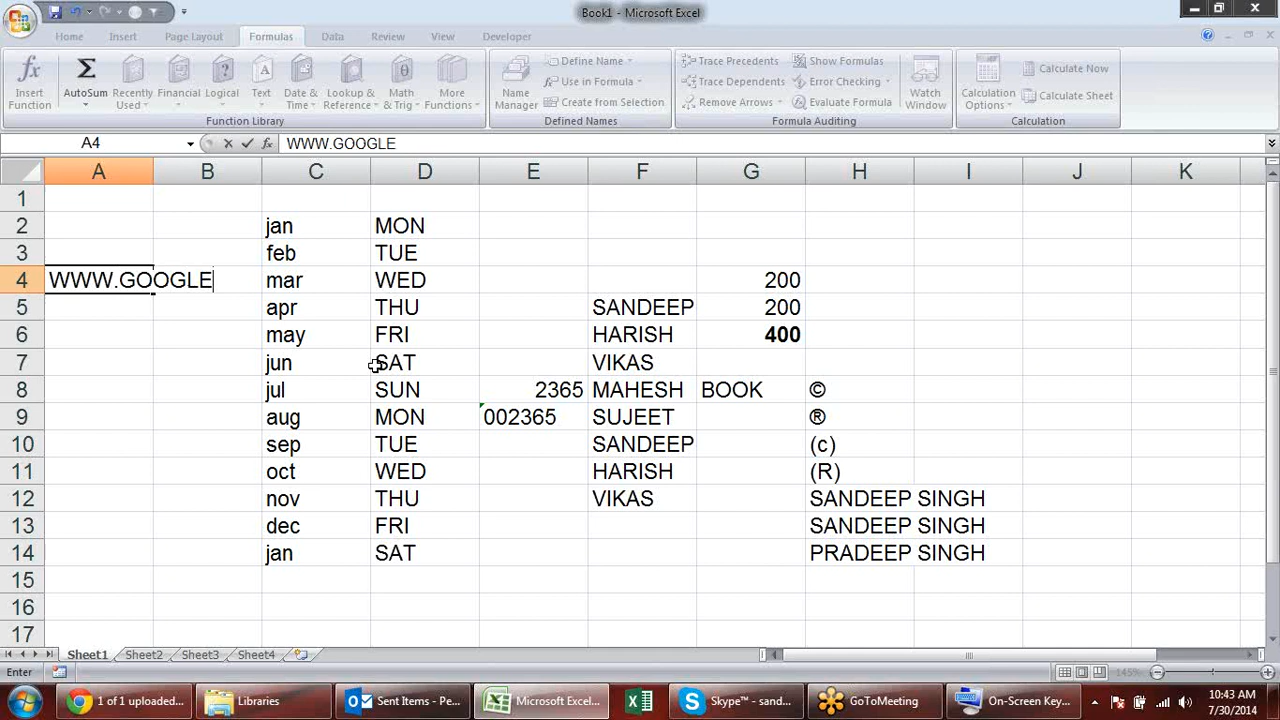 Book1 - Microsoft Excel
Home Insert Page Layout Formulas Data Review View Developer
Insert Function
AutoSum
Recently Used
Financial
Logical
Text
Date & Time
Lookup & Reference
Math & Trig
More Functions
Function Library
Name Manager
Define Name
Use in Formula
Create from Selection
Defined Names
Trace Precedents
Trace Dependents
Remove Arrows
Show Formulas
Error Checking
Evaluate Formula
Formula Auditing
Watch Window
Calculation Options
Calculate Now
Calculate Sheet
Calculation
A4 fx WWW.GOOGLE
A B C D E F G H I J K
1
2 jan MON
3 feb TUE
4 WWW.GOOGLE mar WED 200
5 apr THU SANDEEP 200
6 may FRI HARISH 400
7 jun SAT VIKAS
8 jul SUN 2365 MAHESH BOOK ©
9 aug MON 002365 SUJEET ®
10 sep TUE SANDEEP (c)
11 oct WED HARISH (R)
12 nov THU VIKAS SANDEEP SINGH
13 dec FRI SANDEEP SINGH
14 jan SAT PRADEEP SINGH
15
16
17
Sheet1 Sheet2 Sheet3 Sheet4
Enter 145%
1 of 1 uploaded... Libraries Sent Items - Pe... Microsoft Exce... Skype™ - sand... GoToMeeting On-Screen Key... 10:43 AM
7/30/2014